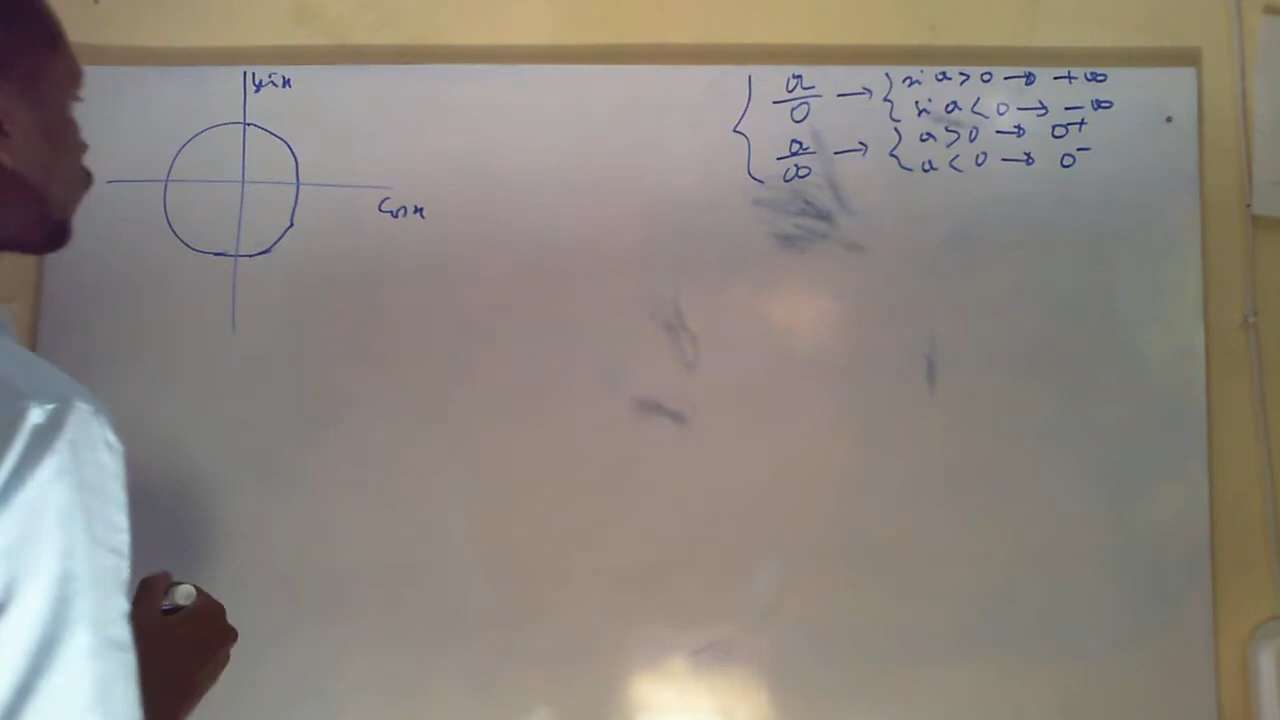 sin x
cos x
a/0 → { si a > 0 → +∞
si a < 0 → -∞
a/∞ → { a > 0 → 0⁺
a < 0 → 0⁻